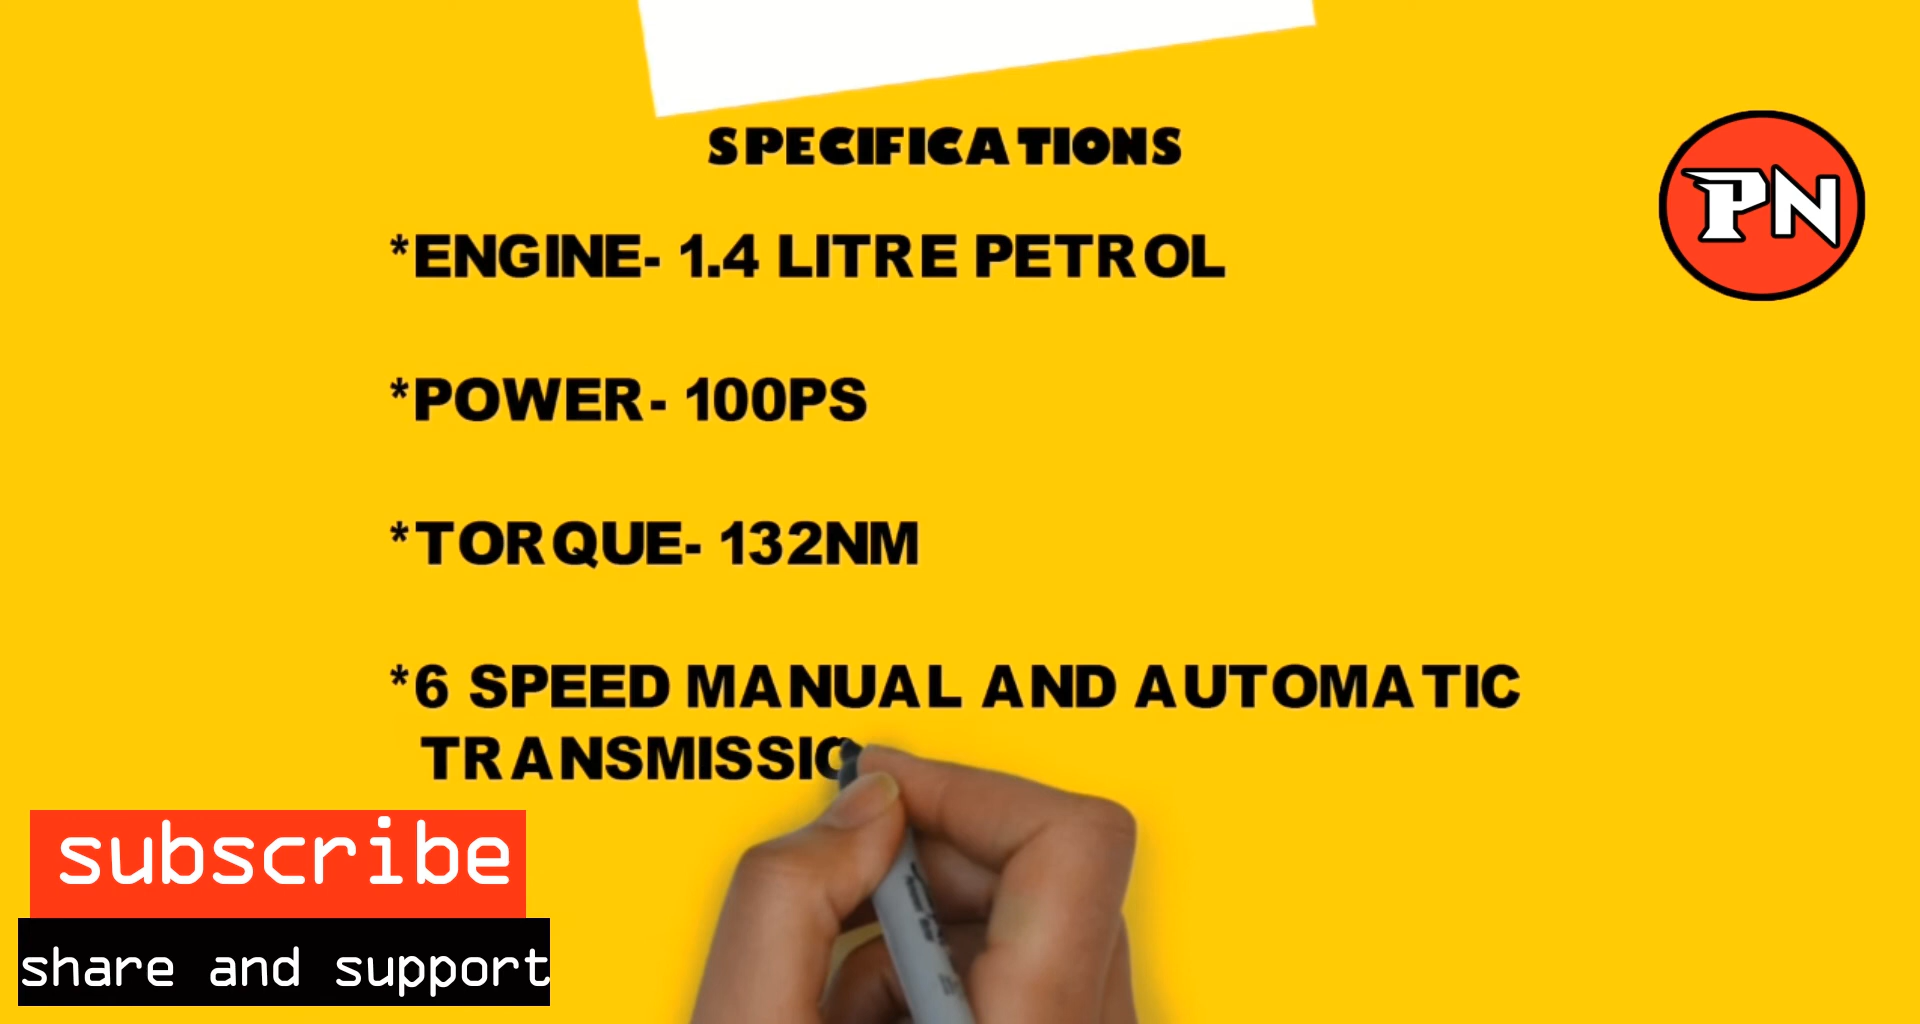 SPECIFICATIONS
PN
*ENGINE- 1.4 LITRE PETROL
*POWER- 100PS
*TORQUE- 132NM
*6 SPEED MANUAL AND AUTOMATIC
TRANSMISSIO
subscribe
share and support